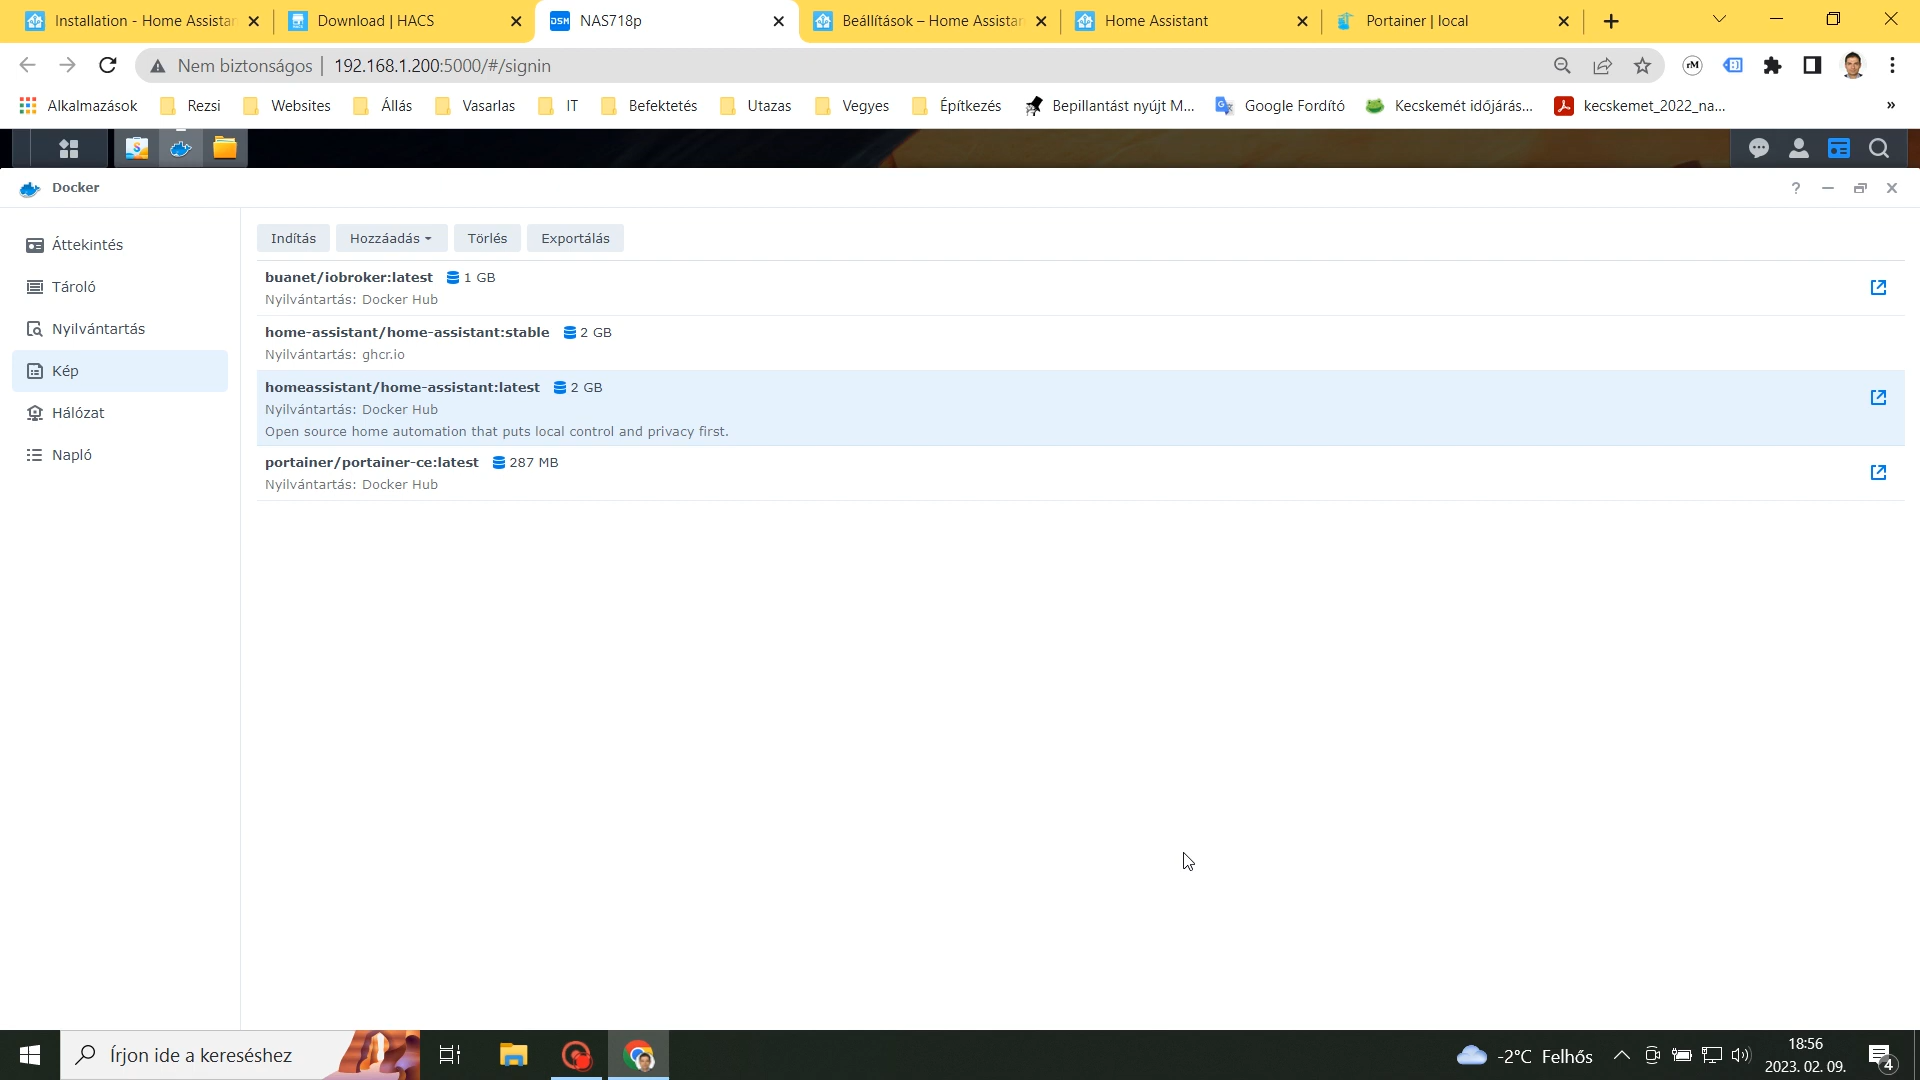 Installation - Home Assistan
Download | HACS
DSM NAS718p
Beállítások – Home Assistan
Home Assistant
Portainer | local
Nem biztonságos | 192.168.1.200:5000/#/signin
Alkalmazások
Rezsi
Websites
Állás
Vasarlas
IT
Befektetés
Utazas
Vegyes
Építkezés
Bepillantást nyújt M...
Google Fordító
Kecskemét időjárás...
kecskemet_2022_na...
»
Docker
Áttekintés
Tároló
Nyilvántartás
Kép
Hálózat
Napló
Indítás
Hozzáadás
Törlés
Exportálás
buanet/iobroker:latest 1 GB
Nyilvántartás: Docker Hub
home-assistant/home-assistant:stable 2 GB
Nyilvántartás: ghcr.io
homeassistant/home-assistant:latest 2 GB
Nyilvántartás: Docker Hub
Open source home automation that puts local control and privacy first.
portainer/portainer-ce:latest 287 MB
Nyilvántartás: Docker Hub
Írjon ide a kereséshez
-2°C Felhős
18:56
2023. 02. 09.
4